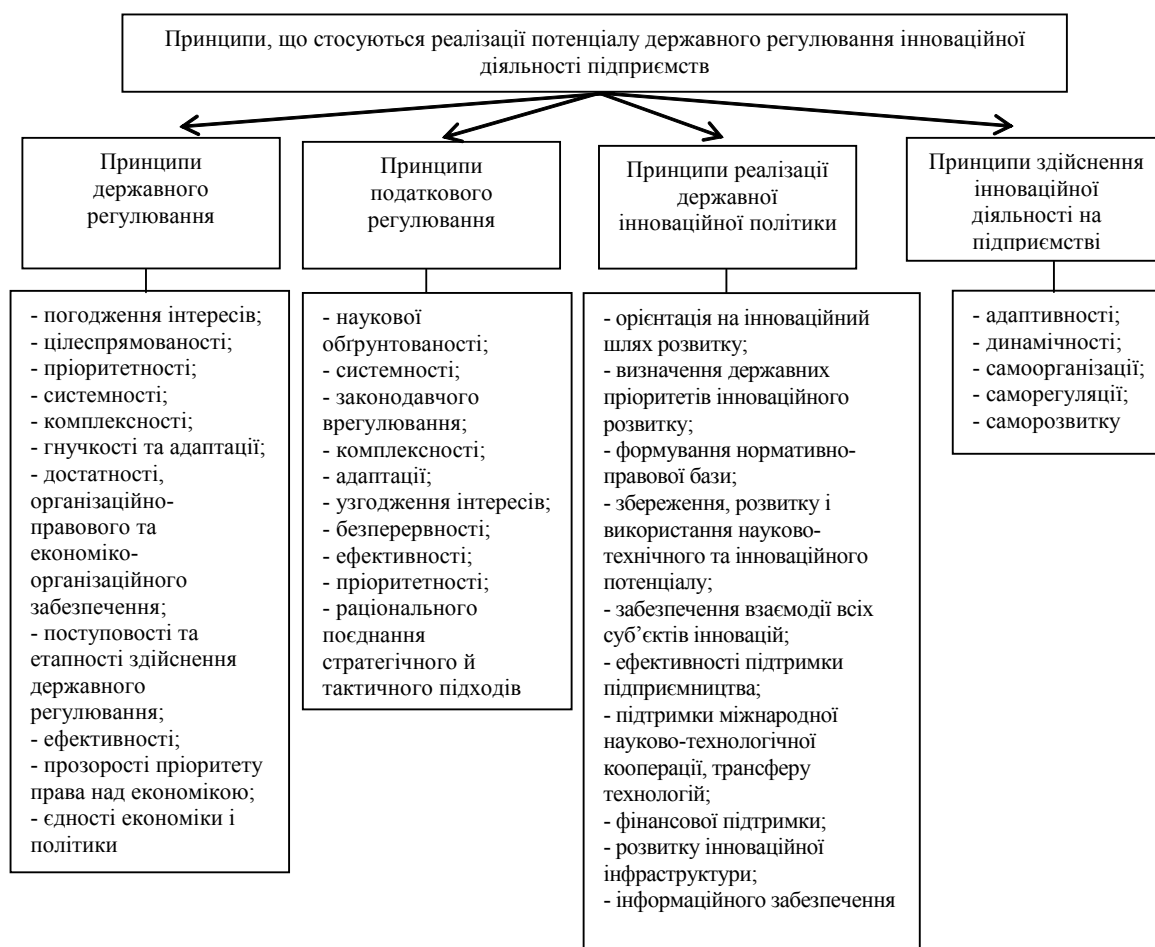 Принципи, що стосуються реалізації потенціалу державного регулювання інноваційної
діяльності підприємств
Принципи
державного
регулювання
Принципи
податкового
регулювання
Принципи реалізації
державної
інноваційної політики
Принципи здійснення
інноваційної
діяльності на
підприємстві
- погодження інтересів;
- цілеспрямованості;
- пріоритетності;
- системності;
- комплексності;
- гнучкості та адаптації;
- достатності,
організаційно-
правового та
економіко-
організаційного
забезпечення;
- поступовості та
етапності здійснення
державного
регулювання;
- ефективності;
- прозорості пріоритету
права над економікою;
- єдності економіки і
політики
- наукової
обґрунтованості;
- системності;
- законодавчого
врегулювання;
- комплексності;
- адаптації;
- узгодження інтересів;
- безперервності;
- ефективності;
- пріоритетності;
- раціонального
поєднання
стратегічного й
тактичного підходів
- орієнтація на інноваційний
шлях розвитку;
- визначення державних
пріоритетів інноваційного
розвитку;
- формування нормативно-
правової бази;
- збереження, розвитку і
використання науково-
технічного та інноваційного
потенціалу;
- забезпечення взаємодії всіх
суб’єктів інновацій;
- ефективності підтримки
підприємництва;
- підтримки міжнародної
науково-технологічної
кооперації, трансферу
технологій;
- фінансової підтримки;
- розвитку інноваційної
інфраструктури;
- інформаційного забезпечення
- адаптивності;
- динамічності;
- самоорганізації;
- саморегуляції;
- саморозвитку